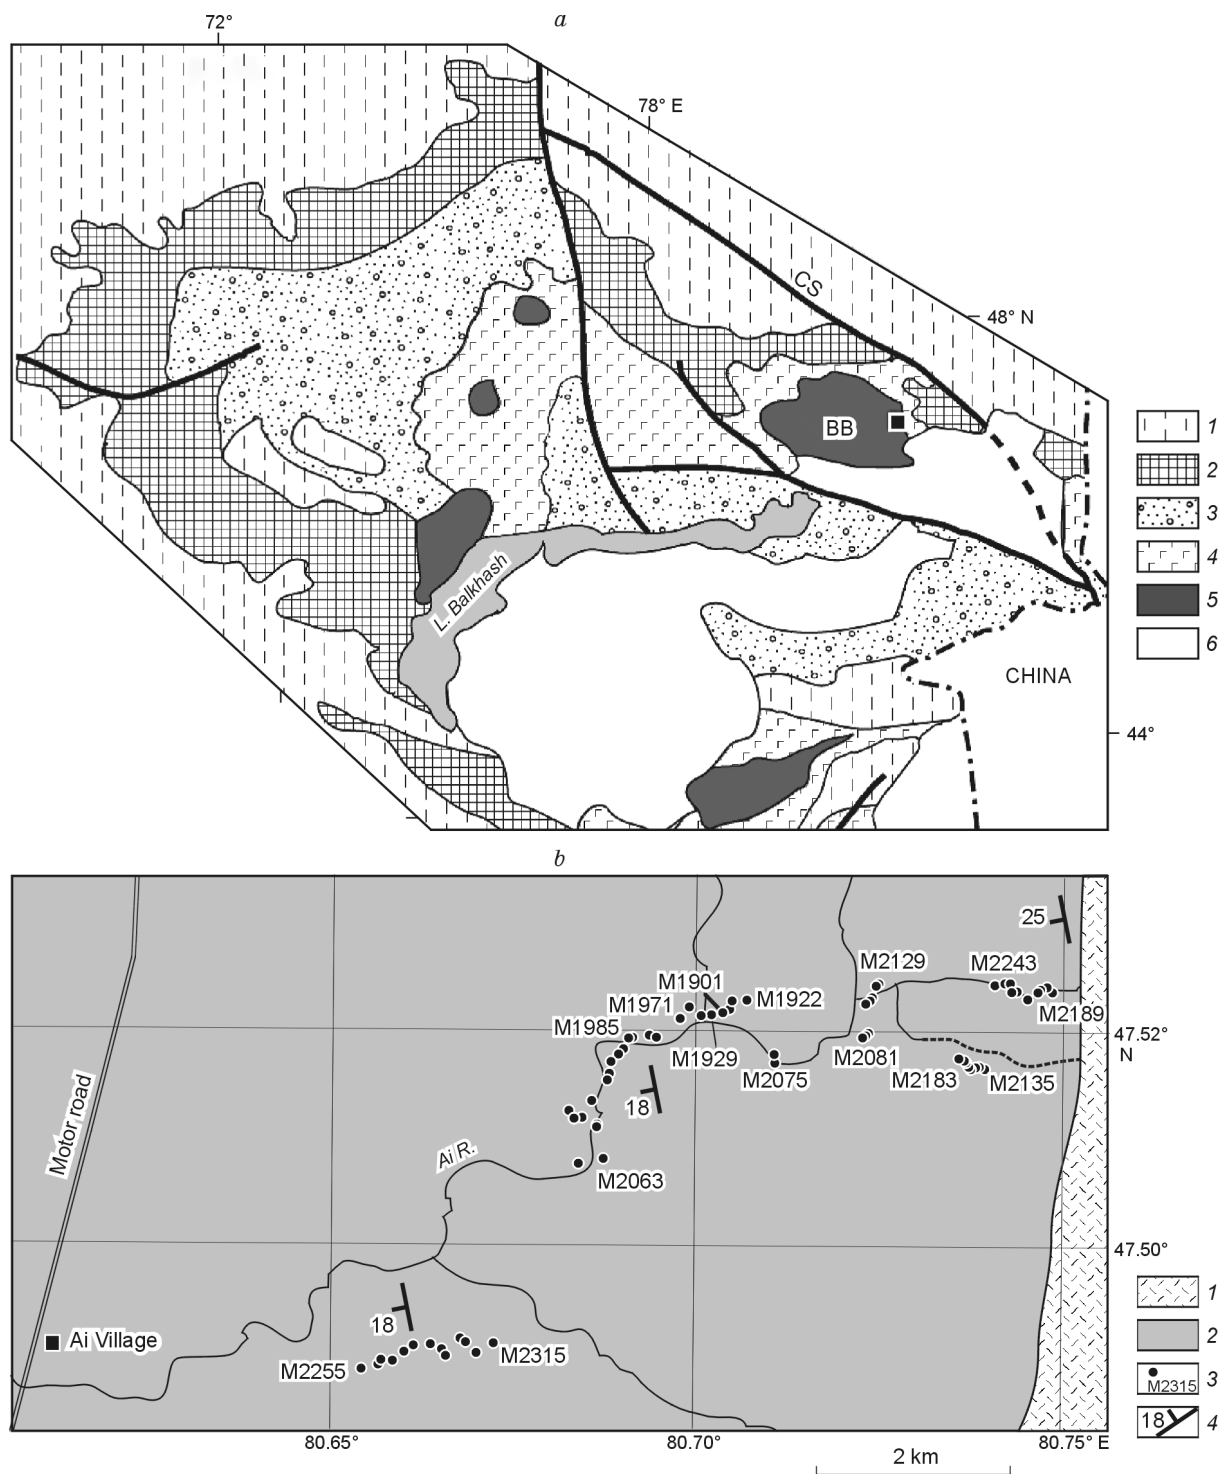 72°
a
78° E
CS
48° N
BB
1
2
3
4
5
6
L. Balkhash
CHINA
44°
b
25
M2129
M2243
M1901
M1922
M1971
M2189
M1985
47.52°
N
M1929
M2081
M2075
M2183
M2135
Motor road
18
Ai R.
M2063
47.50°
1
18
2
Ai Village
M2315
M2255
3
M2315
18
4
80.65°
80.70°
80.75° E
2 km